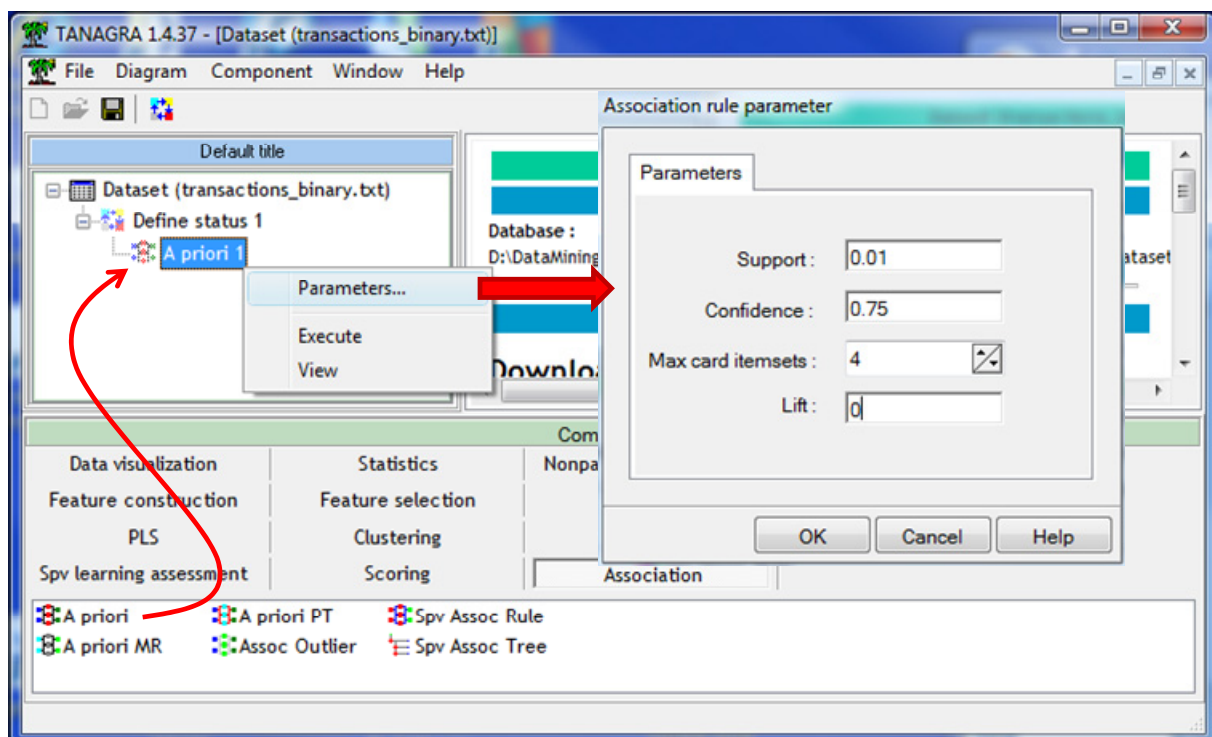 TANAGRA 1.4.37 - [Dataset (transactions_binary.txt)]
File Diagram Component Window Help
Default title
Dataset (transactions_binary.txt)
Define status 1
A priori 1
Parameters...
Execute
View
Database :
D:\DataMining
ataset
Downlo
Association rule parameter
Parameters
Support : 0.01
Confidence : 0.75
Max card itemsets : 4
Lift : 0
OK Cancel Help
Com
Data visualization Statistics Nonpa
Feature construction Feature selection
PLS Clustering
Spv learning assessment Scoring Association
A priori A priori PT Spv Assoc Rule
A priori MR Assoc Outlier Spv Assoc Tree